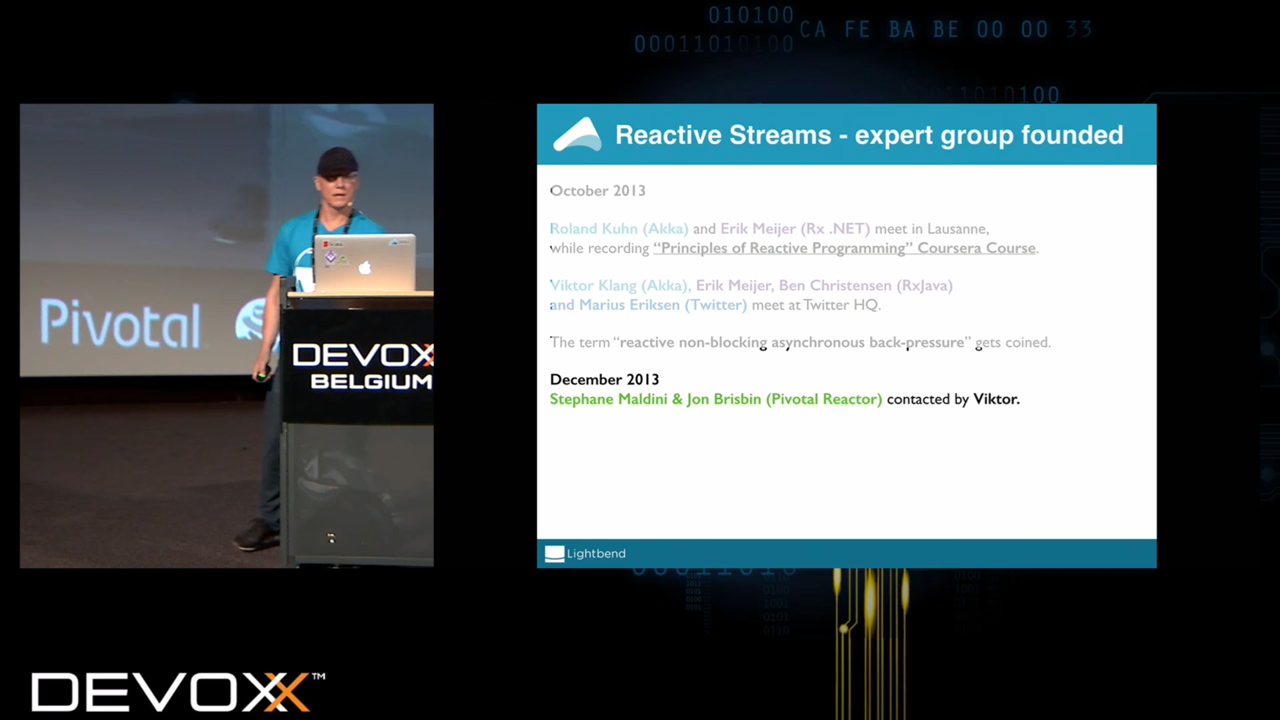 010100
00011010100
CA FE BA BE 00 00 33
1010100
Reactive Streams - expert group founded
October 2013
Roland Kuhn (Akka) and Erik Meijer (Rx .NET) meet in Lausanne,
while recording “Principles of Reactive Programming” Coursera Course.
Viktor Klang (Akka), Erik Meijer, Ben Christensen (RxJava)
and Marius Eriksen (Twitter) meet at Twitter HQ.
The term “reactive non-blocking asynchronous back-pressure” gets coined.
December 2013
Stephane Maldini & Jon Brisbin (Pivotal Reactor) contacted by Viktor.
Lightbend
Pivotal
DEVOXX
BELGIUM
DEVOXX™